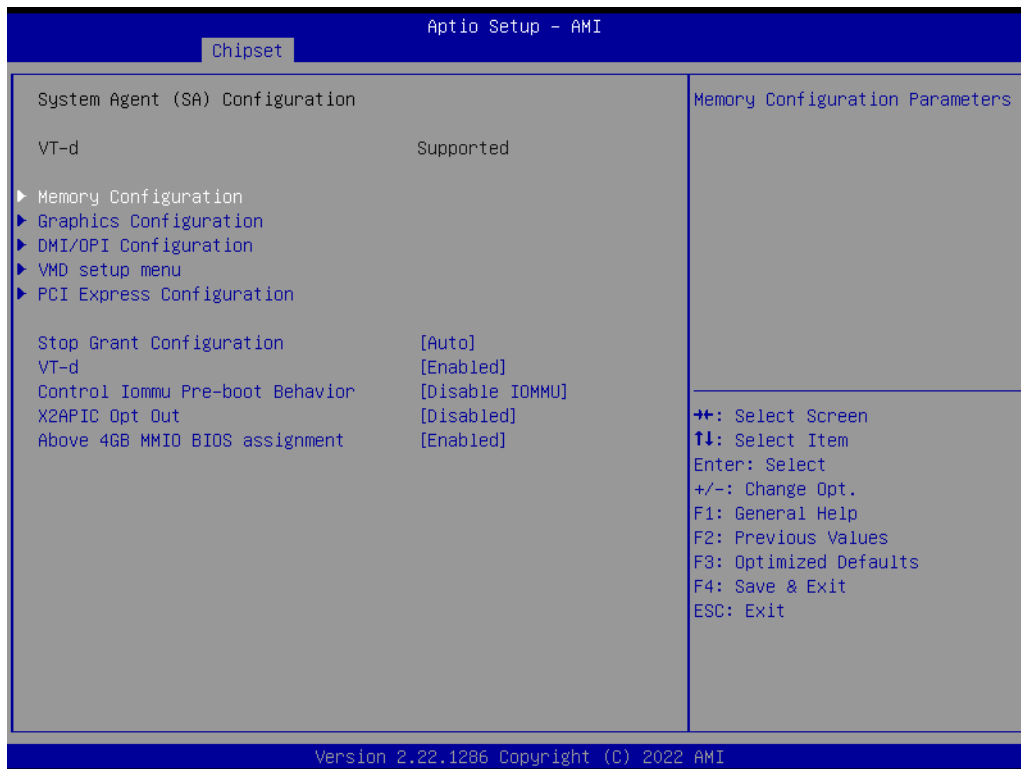 Aptio Setup – AMI
Chipset
System Agent (SA) Configuration
VT-d Supported
▶ Memory Configuration
▶ Graphics Configuration
▶ DMI/OPI Configuration
▶ VMD setup menu
▶ PCI Express Configuration
Stop Grant Configuration [Auto]
VT-d [Enabled]
Control Iommu Pre-boot Behavior [Disable IOMMU]
X2APIC Opt Out [Disabled]
Above 4GB MMIO BIOS assignment [Enabled]
Memory Configuration Parameters
→←: Select Screen
↑↓: Select Item
Enter: Select
+/-: Change Opt.
F1: General Help
F2: Previous Values
F3: Optimized Defaults
F4: Save & Exit
ESC: Exit
Version 2.22.1286 Copyright (C) 2022 AMI